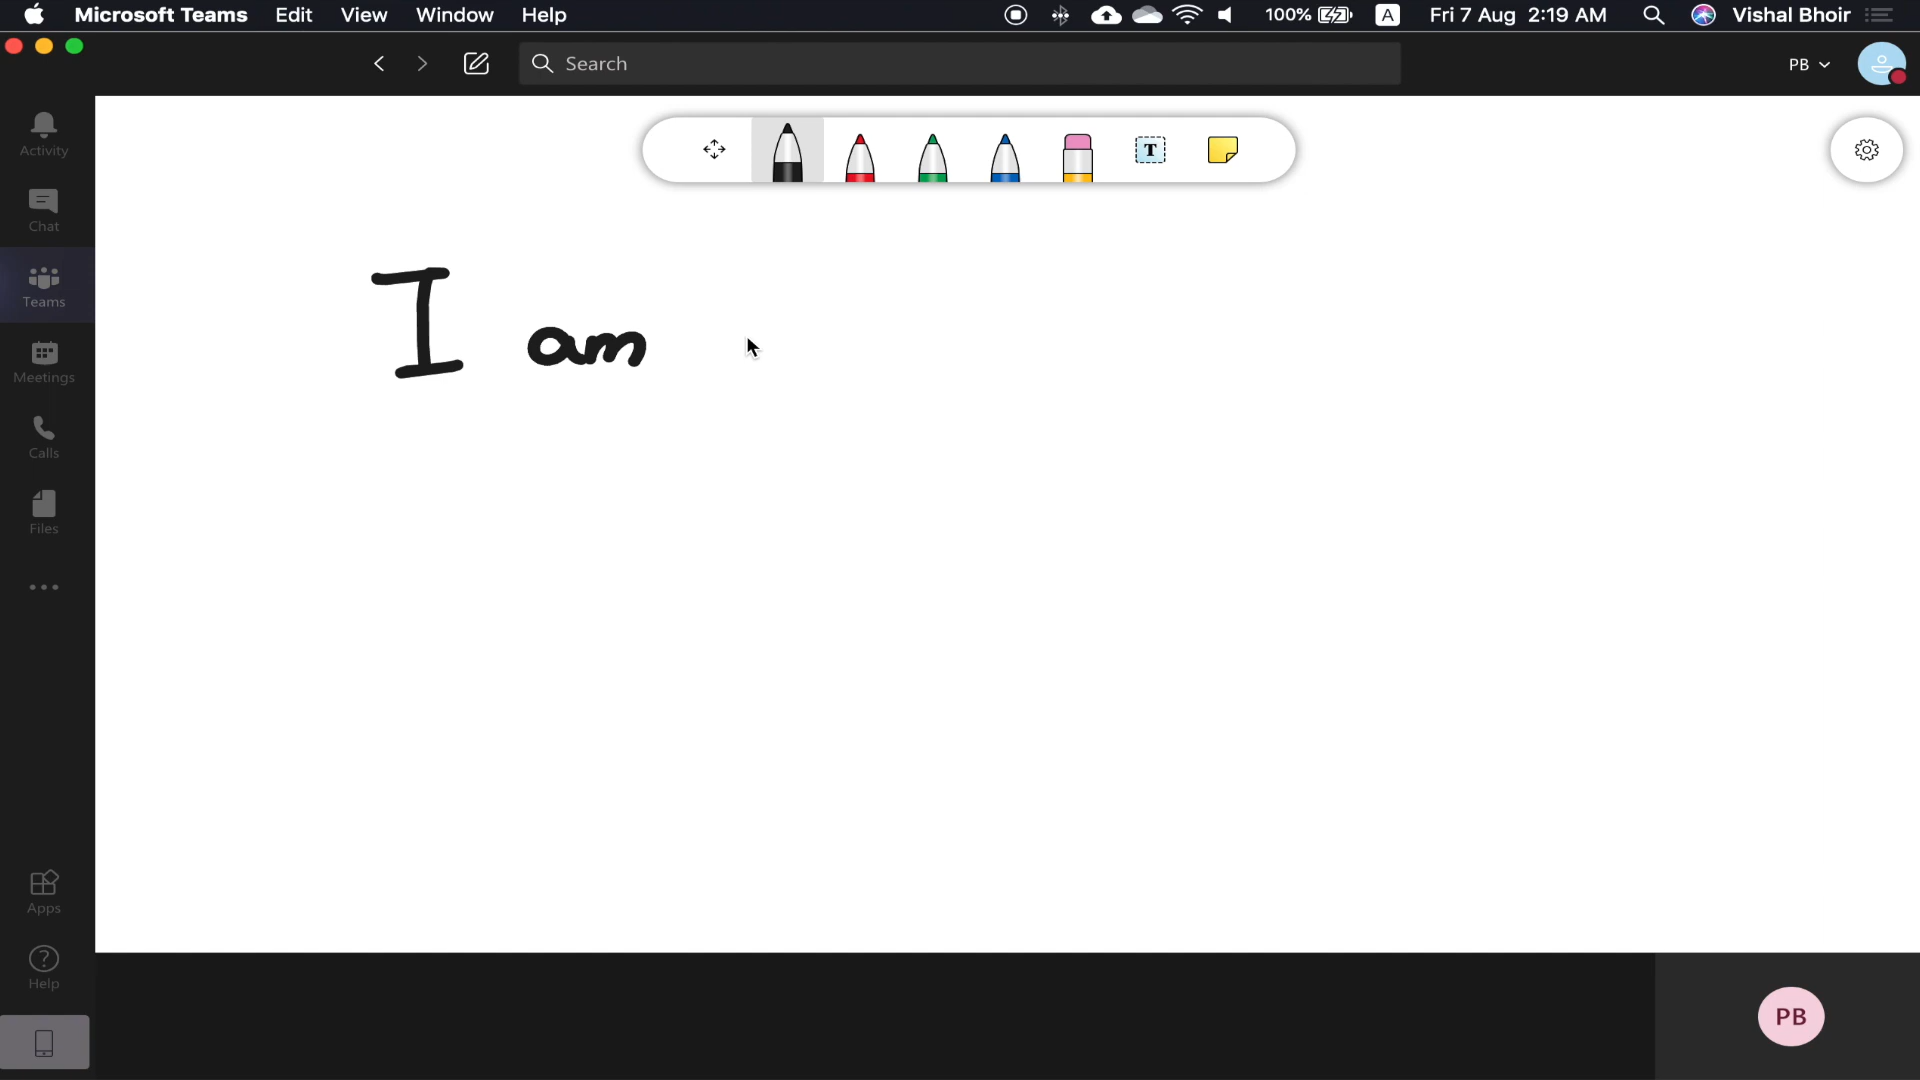 Microsoft Teams Edit View Window Help 100% A Fri 7 Aug 2:19 AM Vishal Bhoir
Search PB
Activity
Chat
Teams
Meetings
Calls
Files
Apps
Help
T
I am
PB